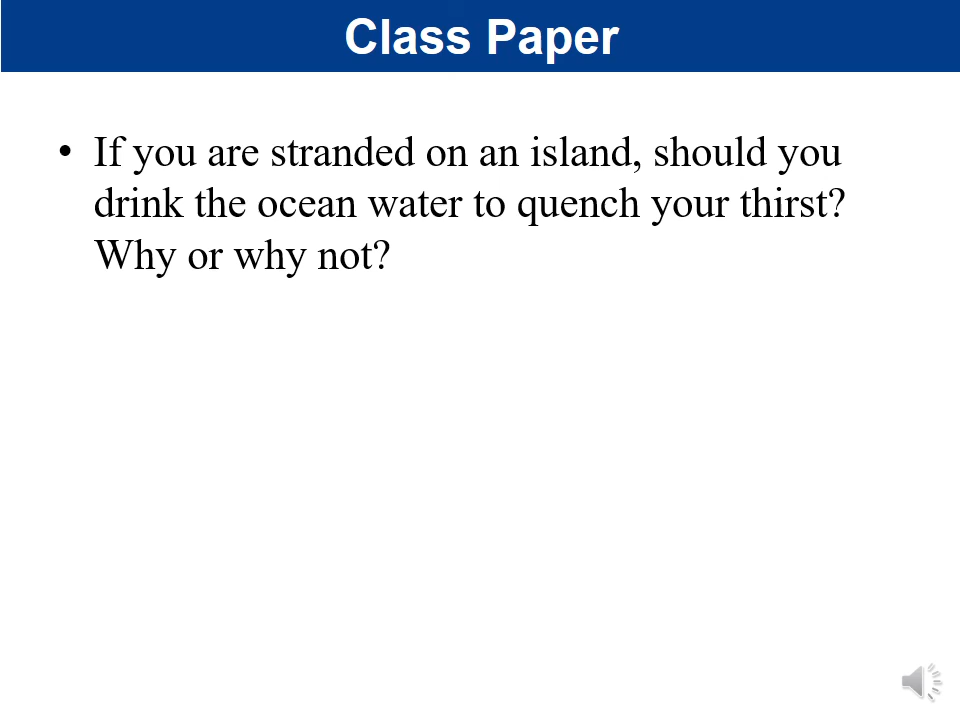 Class Paper
• If you are stranded on an island, should you
drink the ocean water to quench your thirst?
Why or why not?